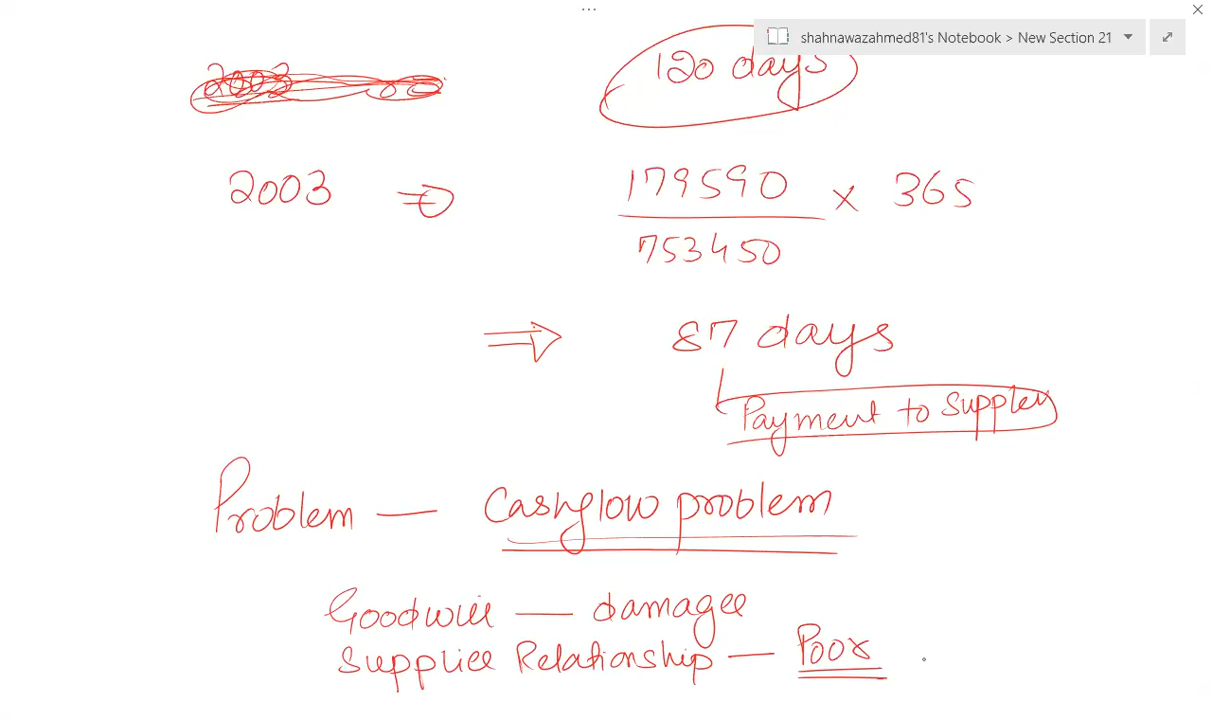 shahnawazahmed81's Notebook > New Section 21
120 days
2003 ⇒ 179590 × 365
753450
⇒ 87 days
Payment to Suppler
Problem — Cashflow problem
Goodwill — damage
Supplier Relationship — Poor